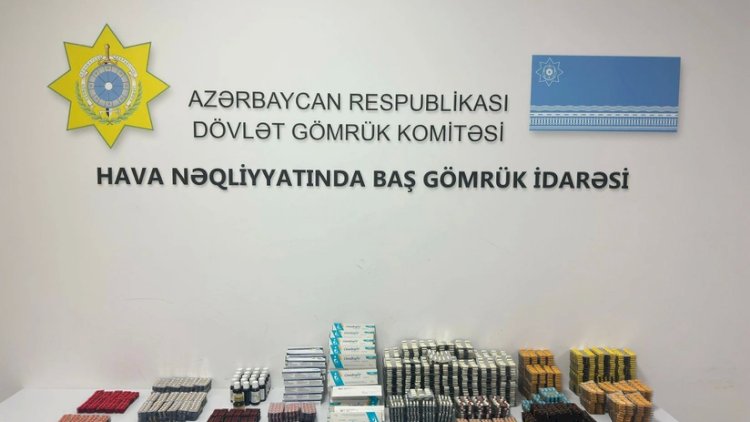 AZƏRBAYCAN RESPUBLİKASI
DÖVLƏT GÖMRÜK KOMİTƏSİ
HAVA NƏQLİYYATINDA BAŞ GÖMRÜK İDARƏSİ